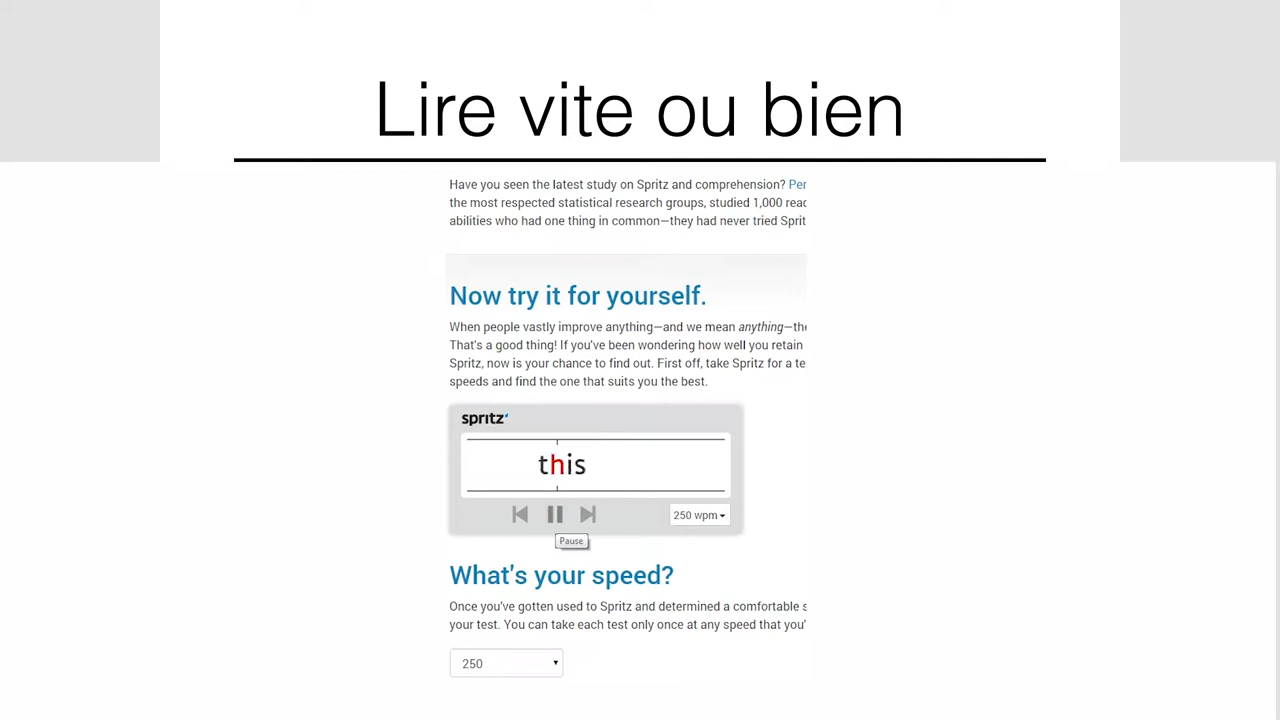 Lire vite ou bien
Have you seen the latest study on Spritz and comprehension? Per
the most respected statistical research groups, studied 1,000 read
abilities who had one thing in common—they had never tried Sprit
Now try it for yourself.
When people vastly improve anything—and we mean anything—the
That's a good thing! If you've been wondering how well you retain
Spritz, now is your chance to find out. First off, take Spritz for a te
speeds and find the one that suits you the best.
spritz
this
250 wpm
Pause
What's your speed?
Once you've gotten used to Spritz and determined a comfortable s
your test. You can take each test only once at any speed that you'
250